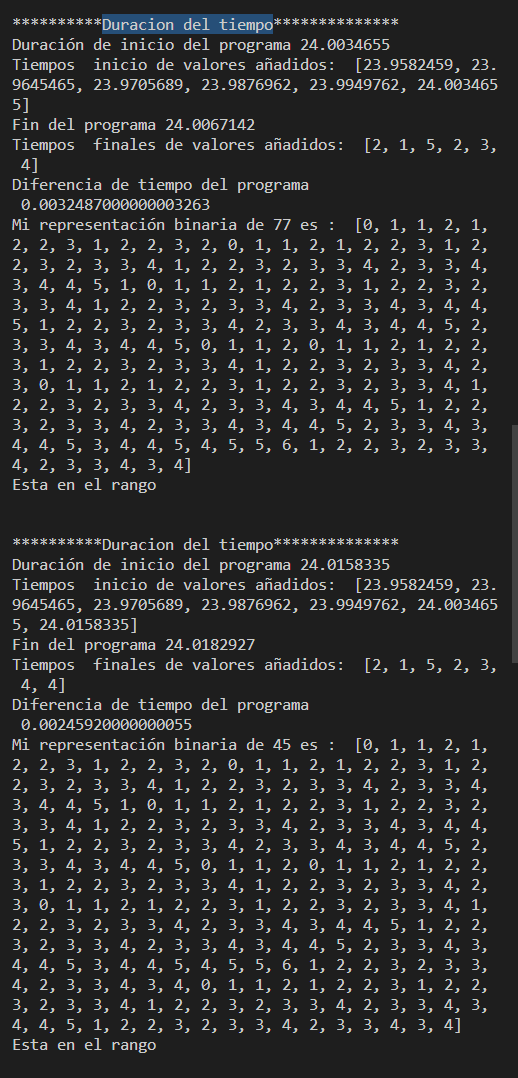 **********Duracion del tiempo**************
Duración de inicio del programa 24.0034655
Tiempos  inicio de valores añadidos:  [23.9582459, 23.
9645465, 23.9705689, 23.9876962, 23.9949762, 24.003465
5]
Fin del programa 24.0067142
Tiempos  finales de valores añadidos:  [2, 1, 5, 2, 3,
 4]
Diferencia de tiempo del programa
 0.0032487000000003263
Mi representación binaria de 77 es :  [0, 1, 1, 2, 1,
2, 2, 3, 1, 2, 2, 3, 2, 0, 1, 1, 2, 1, 2, 2, 3, 1, 2,
2, 3, 2, 3, 3, 4, 1, 2, 2, 3, 2, 3, 3, 4, 2, 3, 3, 4,
3, 4, 4, 5, 1, 0, 1, 1, 2, 1, 2, 2, 3, 1, 2, 2, 3, 2,
3, 3, 4, 1, 2, 2, 3, 2, 3, 3, 4, 2, 3, 3, 4, 3, 4, 4,
5, 1, 2, 2, 3, 2, 3, 3, 4, 2, 3, 3, 4, 3, 4, 4, 5, 2,
3, 3, 4, 3, 4, 4, 5, 0, 1, 1, 2, 0, 1, 1, 2, 1, 2, 2,
3, 1, 2, 2, 3, 2, 3, 3, 4, 1, 2, 2, 3, 2, 3, 3, 4, 2,
3, 0, 1, 1, 2, 1, 2, 2, 3, 1, 2, 2, 3, 2, 3, 3, 4, 1,
2, 2, 3, 2, 3, 3, 4, 2, 3, 3, 4, 3, 4, 4, 5, 1, 2, 2,
3, 2, 3, 3, 4, 2, 3, 3, 4, 3, 4, 4, 5, 2, 3, 3, 4, 3,
4, 4, 5, 3, 4, 4, 5, 4, 5, 5, 6, 1, 2, 2, 3, 2, 3, 3,
4, 2, 3, 3, 4, 3, 4]
Esta en el rango
**********Duracion del tiempo**************
Duración de inicio del programa 24.0158335
Tiempos  inicio de valores añadidos:  [23.9582459, 23.
9645465, 23.9705689, 23.9876962, 23.9949762, 24.003465
5, 24.0158335]
Fin del programa 24.0182927
Tiempos  finales de valores añadidos:  [2, 1, 5, 2, 3,
 4, 4]
Diferencia de tiempo del programa
 0.00245920000000055
Mi representación binaria de 45 es :  [0, 1, 1, 2, 1,
2, 2, 3, 1, 2, 2, 3, 2, 0, 1, 1, 2, 1, 2, 2, 3, 1, 2,
2, 3, 2, 3, 3, 4, 1, 2, 2, 3, 2, 3, 3, 4, 2, 3, 3, 4,
3, 4, 4, 5, 1, 0, 1, 1, 2, 1, 2, 2, 3, 1, 2, 2, 3, 2,
3, 3, 4, 1, 2, 2, 3, 2, 3, 3, 4, 2, 3, 3, 4, 3, 4, 4,
5, 1, 2, 2, 3, 2, 3, 3, 4, 2, 3, 3, 4, 3, 4, 4, 5, 2,
3, 3, 4, 3, 4, 4, 5, 0, 1, 1, 2, 0, 1, 1, 2, 1, 2, 2,
3, 1, 2, 2, 3, 2, 3, 3, 4, 1, 2, 2, 3, 2, 3, 3, 4, 2,
3, 0, 1, 1, 2, 1, 2, 2, 3, 1, 2, 2, 3, 2, 3, 3, 4, 1,
2, 2, 3, 2, 3, 3, 4, 2, 3, 3, 4, 3, 4, 4, 5, 1, 2, 2,
3, 2, 3, 3, 4, 2, 3, 3, 4, 3, 4, 4, 5, 2, 3, 3, 4, 3,
4, 4, 5, 3, 4, 4, 5, 4, 5, 5, 6, 1, 2, 2, 3, 2, 3, 3,
4, 2, 3, 3, 4, 3, 4, 0, 1, 1, 2, 1, 2, 2, 3, 1, 2, 2,
3, 2, 3, 3, 4, 1, 2, 2, 3, 2, 3, 3, 4, 2, 3, 3, 4, 3,
4, 4, 5, 1, 2, 2, 3, 2, 3, 3, 4, 2, 3, 3, 4, 3, 4]
Esta en el rango